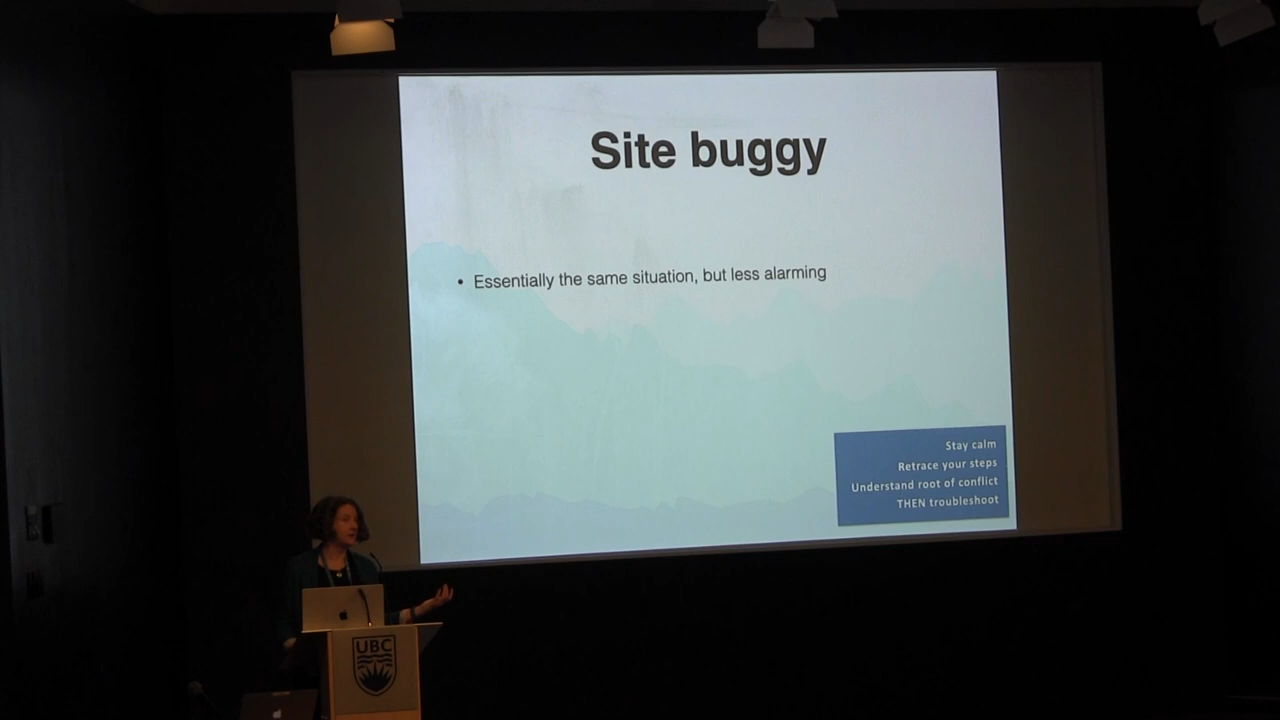 Site buggy
• Essentially the same situation, but less alarming
Stay calm
Retrace your steps
Understand root of conflict
THEN troubleshoot
UBC